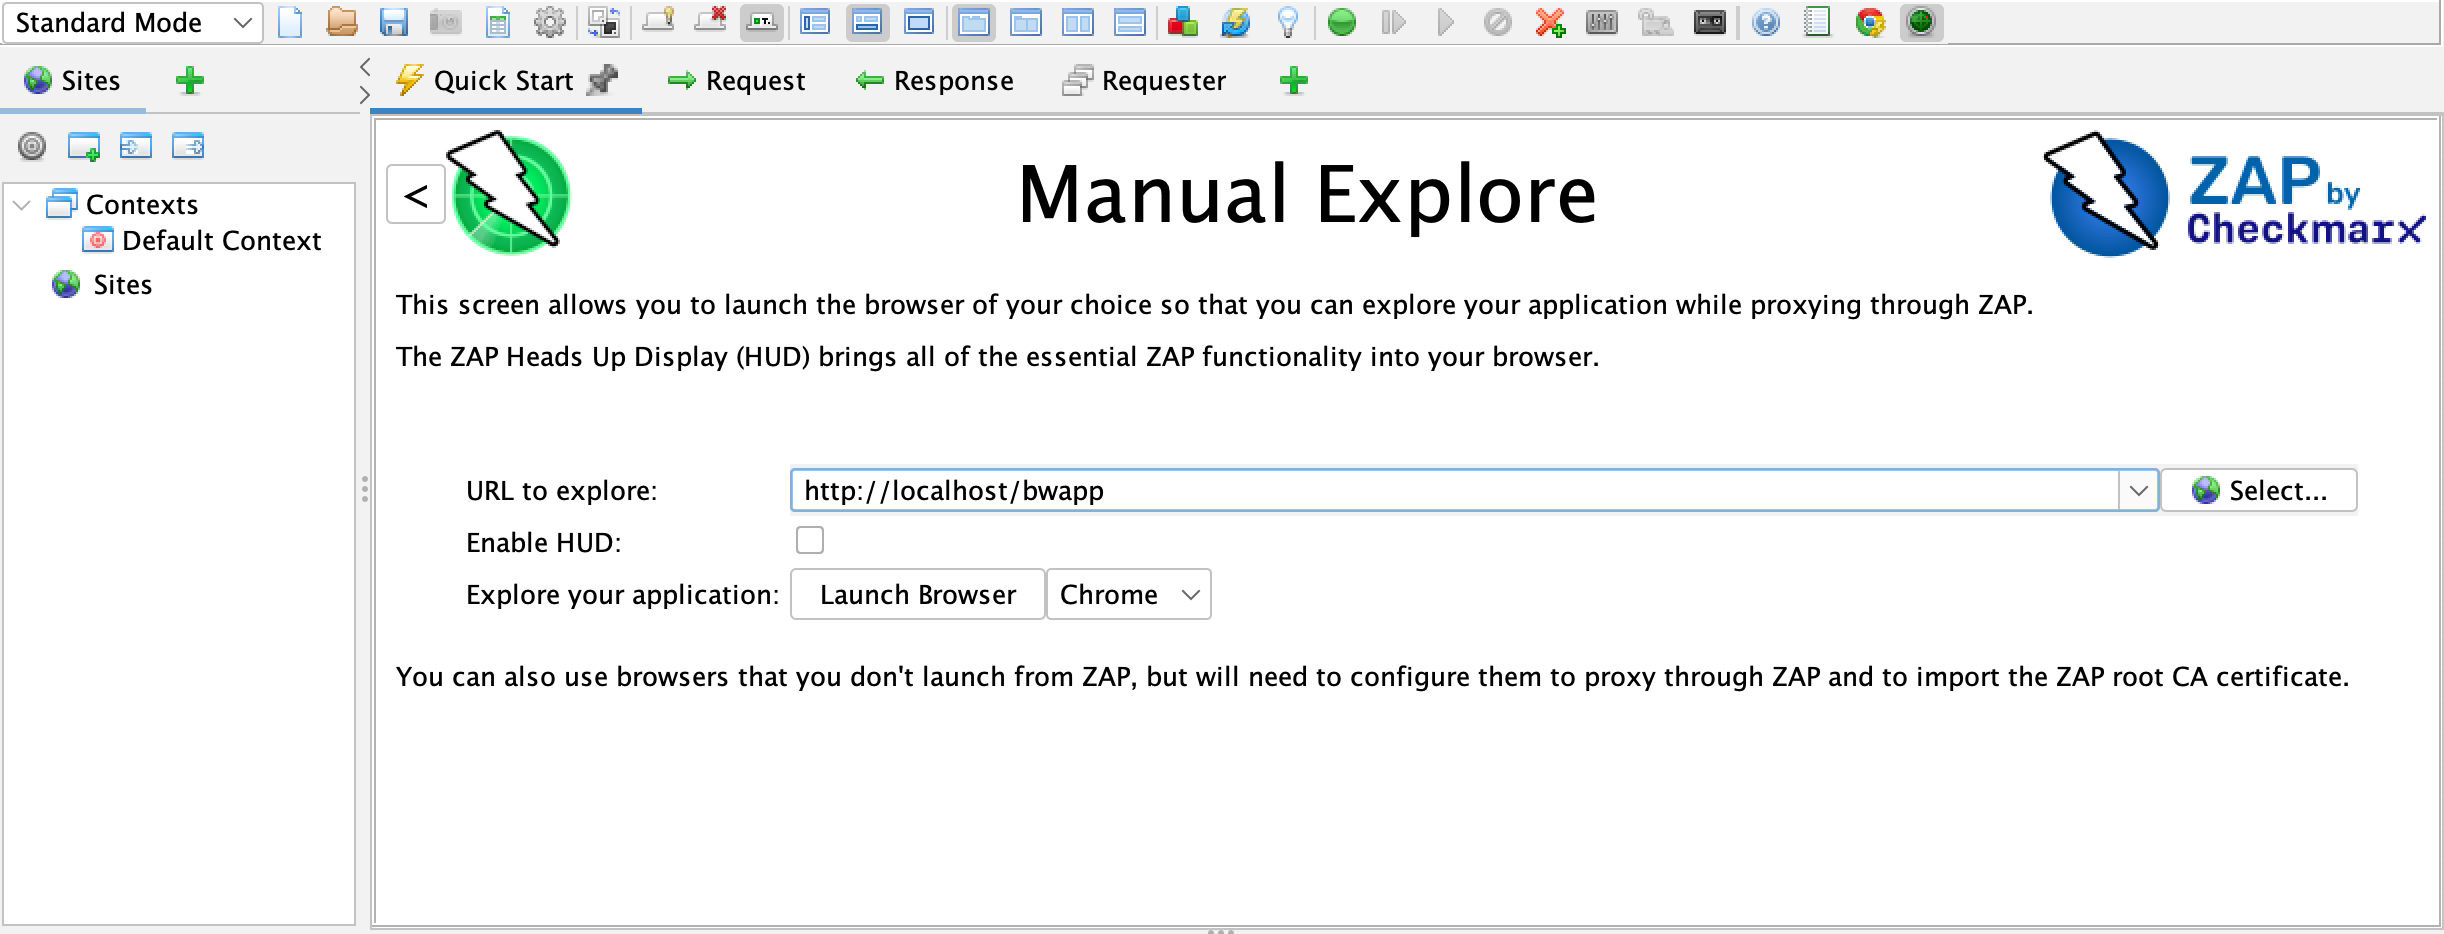 Standard Mode
Sites
Quick Start
Request
Response
Requester
Contexts
Default Context
Sites
<
Manual Explore
ZAP by
Checkmarx
This screen allows you to launch the browser of your choice so that you can explore your application while proxying through ZAP.
The ZAP Heads Up Display (HUD) brings all of the essential ZAP functionality into your browser.
URL to explore:
http://localhost/bwapp
Select...
Enable HUD:
Explore your application:
Launch Browser
Chrome
You can also use browsers that you don't launch from ZAP, but will need to configure them to proxy through ZAP and to import the ZAP root CA certificate.